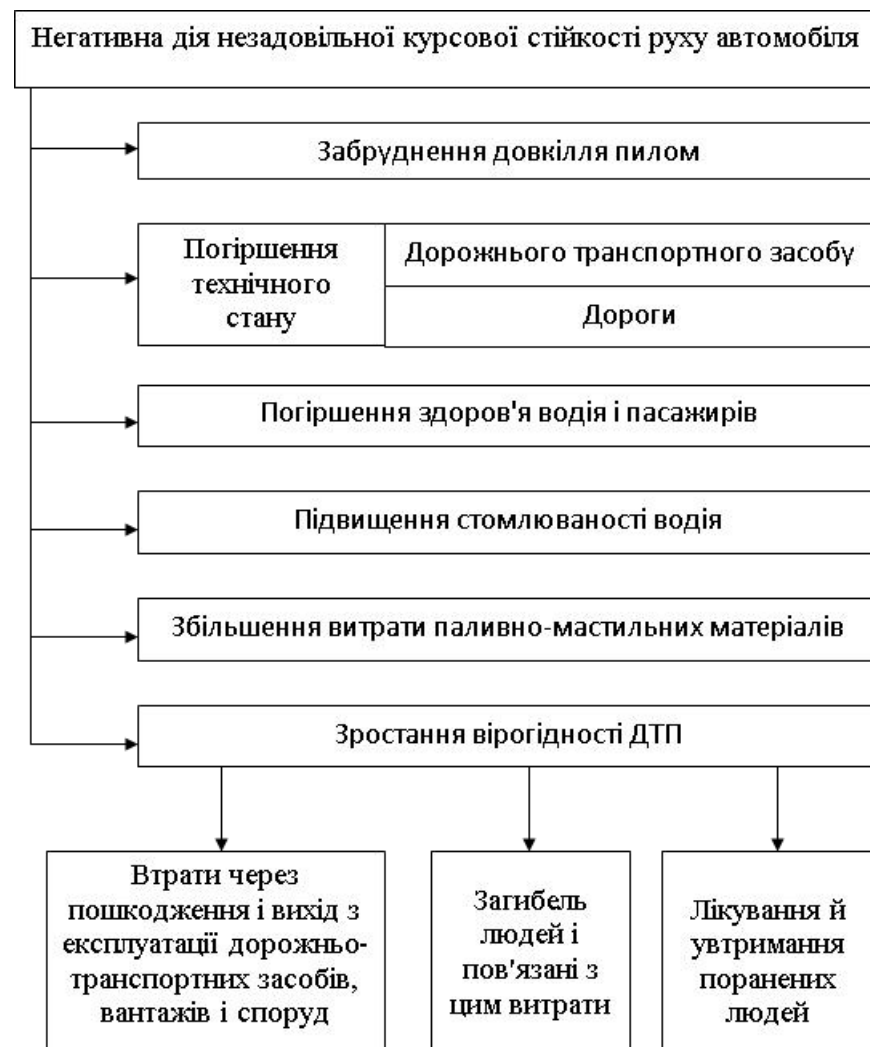 Негативна дія незадовільної курсової стійкості руху автомобіля
Забруднення довкілля пилом
Погіршення
технічного
стану
Дорожнього транспортного засобу
Дороги
Погіршення здоров'я водія і пасажирів
Підвищення стомлюваності водія
Збільшення витрати паливно-мастильних матеріалів
Зростання вірогідності ДТП
Втрати через
пошкодження і вихід з
експлуатації дорожньо-
транспортних засобів,
вантажів і споруд
Загибель
людей і
пов'язані з
цим витрати
Лікування й
увтримання
поранених
людей